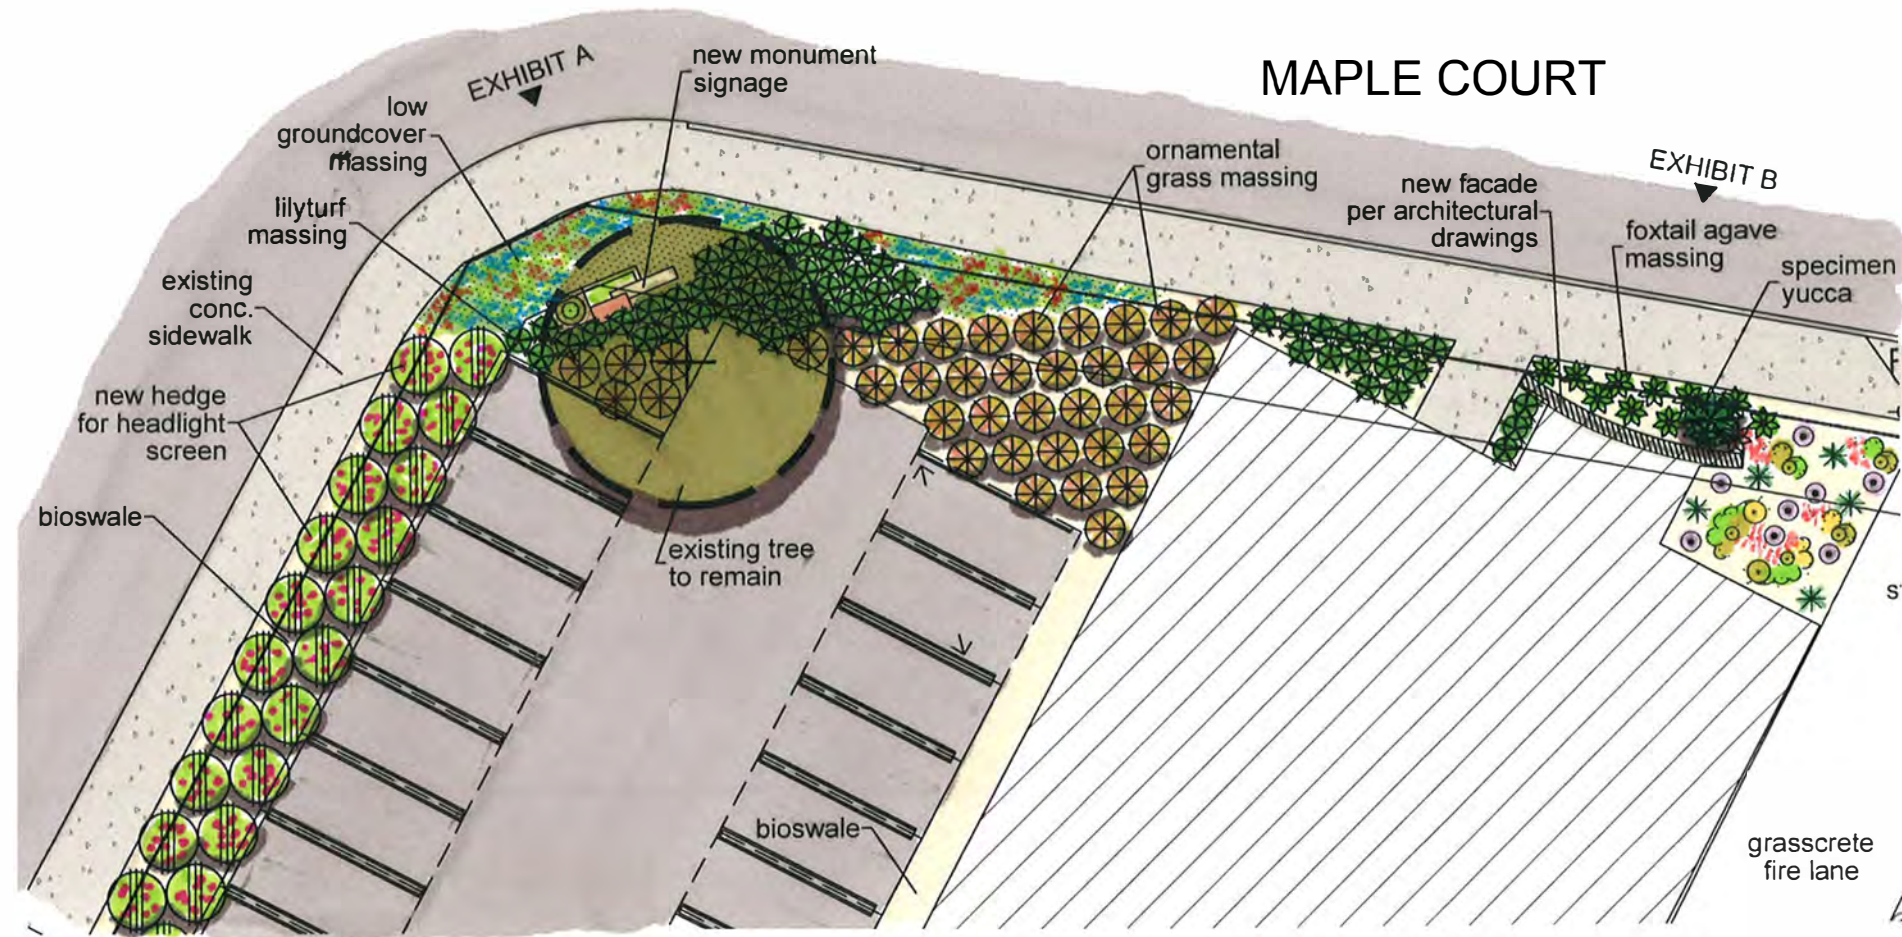 MAPLE COURT
EXHIBIT A
new monument
signage
low
groundcover
massing
lilyturf
massing
existing
conc.
sidewalk
new hedge
for headlight
screen
bioswale
existing tree
to remain
ornamental
grass massing
new facade
per architectural
drawings
EXHIBIT B
foxtail agave
massing
specimen
yucca
bioswale
grasscrete
fire lane